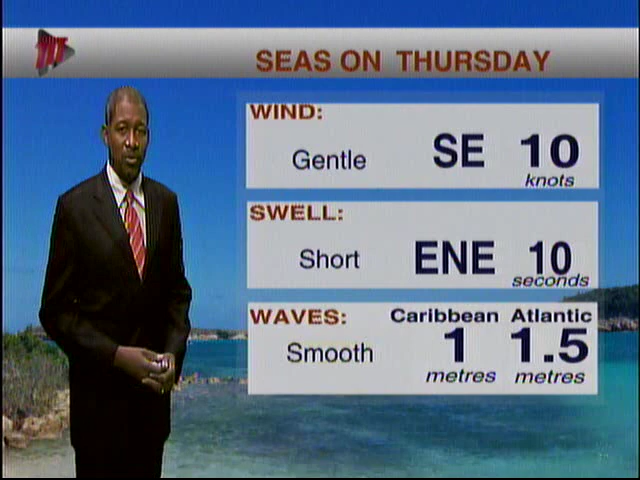 SEAS ON THURSDAY
WIND:
Gentle SE 10
knots
SWELL:
Short ENE 10
seconds
WAVES: Caribbean Atlantic
Smooth 1 1.5
metres metres